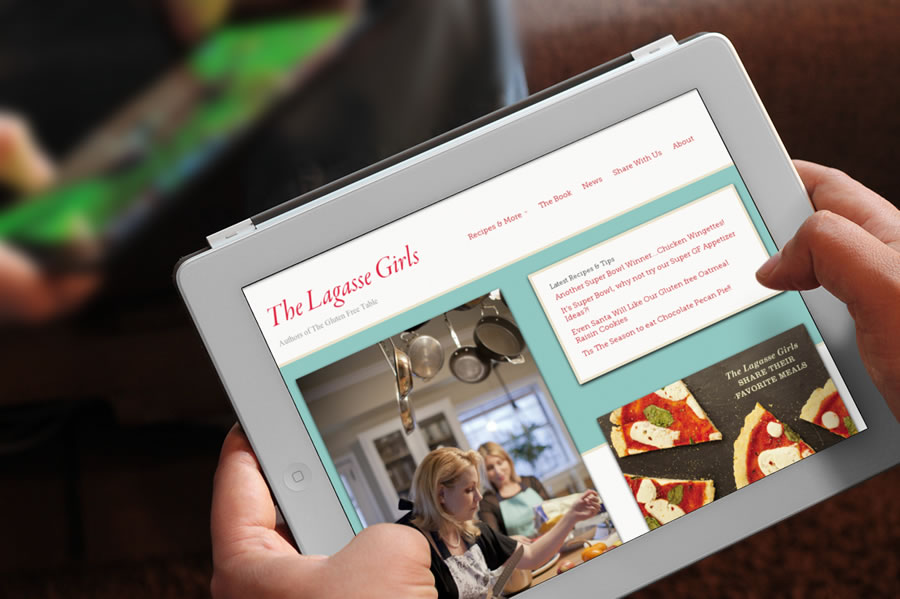 The Lagasse Girls
Authors of The Gluten Free Table
Recipes & More
The Book
News
Share With Us
About
Latest Recipes & Tips
Another Super Bowl Winner...Chicken Wingettes!
It's Super Bowl, why not try our Super GF Appetizer
Ideas?!
Even Santa Will Like Our Gluten free Oatmeal
Raisin Cookies
Tis The Season to eat Chocolate Pecan Pie!!
The Lagasse Girls
SHARE THEIR
FAVORITE MEALS